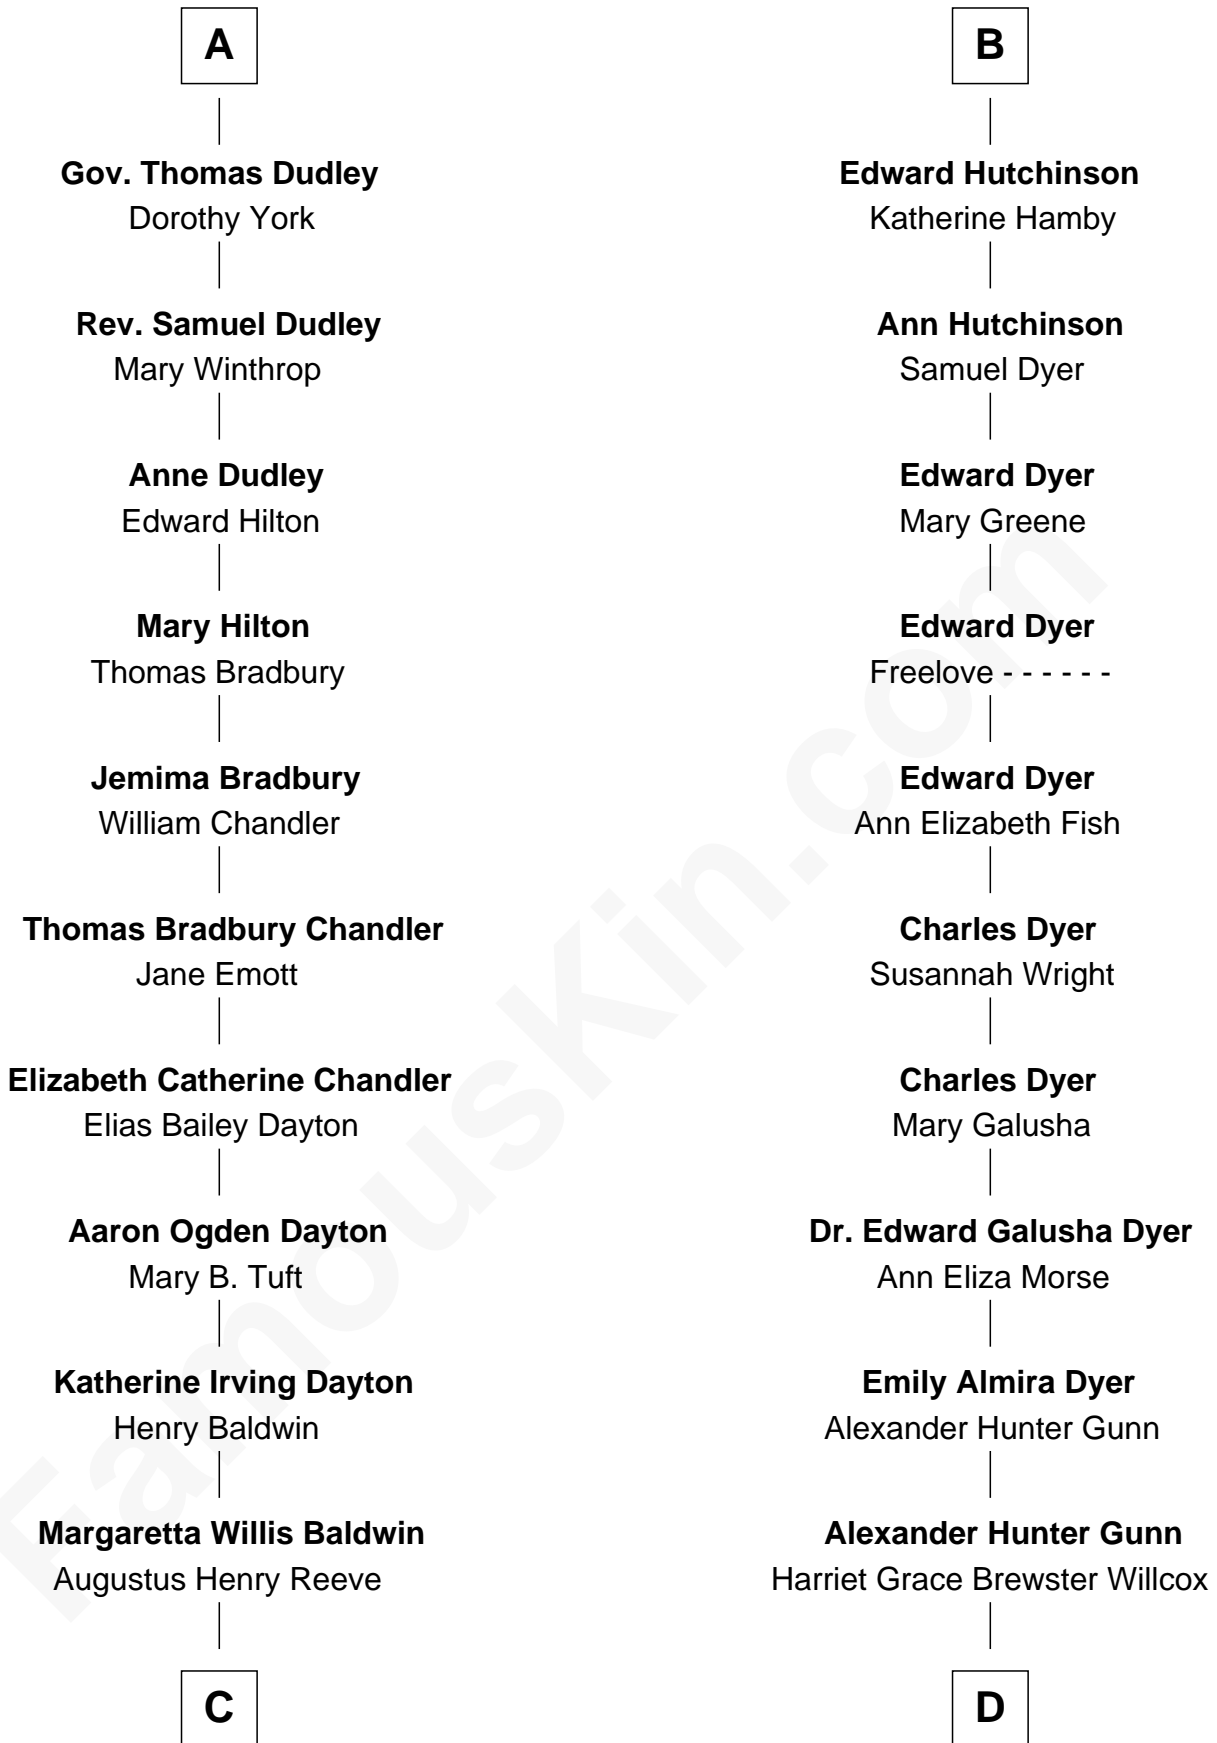 A
Gov. Thomas Dudley
Dorothy York
Rev. Samuel Dudley
Mary Winthrop
Anne Dudley
Edward Hilton
Mary Hilton
Thomas Bradbury
Jemima Bradbury
William Chandler
Thomas Bradbury Chandler
Jane Emott
Elizabeth Catherine Chandler
Elias Bailey Dayton
Aaron Ogden Dayton
Mary B. Tuft
Katherine Irving Dayton
Henry Baldwin
Margaretta Willis Baldwin
Augustus Henry Reeve
C
B
Edward Hutchinson
Katherine Hamby
Ann Hutchinson
Samuel Dyer
Edward Dyer
Mary Greene
Edward Dyer
Freelove - - - - - -
Edward Dyer
Ann Elizabeth Fish
Charles Dyer
Susannah Wright
Charles Dyer
Mary Galusha
Dr. Edward Galusha Dyer
Ann Eliza Morse
Emily Almira Dyer
Alexander Hunter Gunn
Alexander Hunter Gunn
Harriet Grace Brewster Willcox
D
FamousKin.com